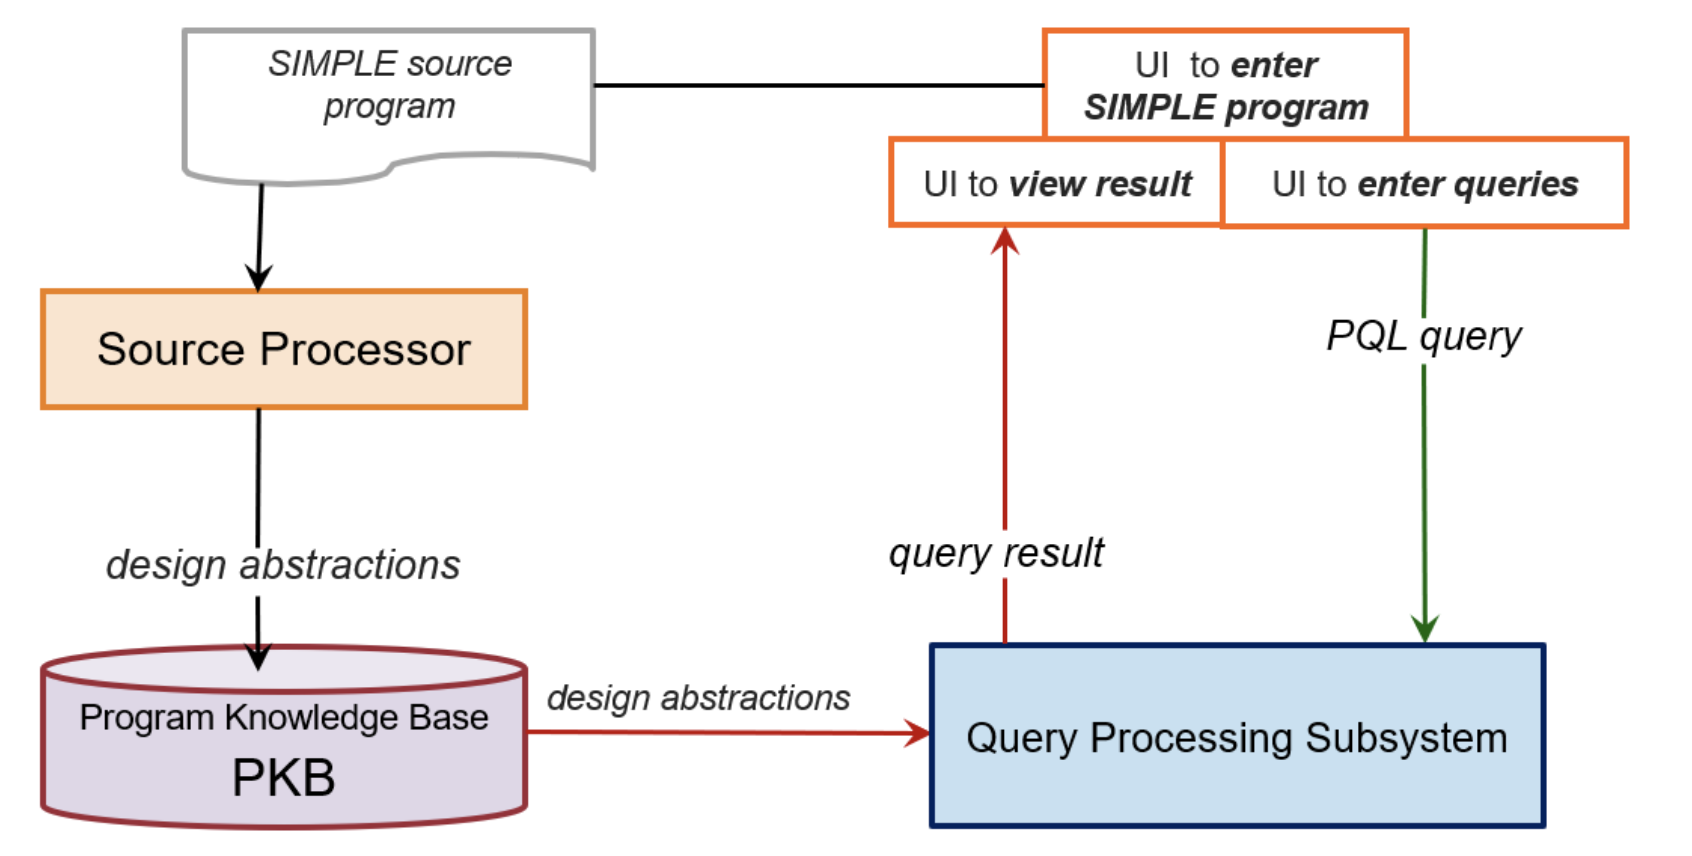 SIMPLE source
program
UI to enter
SIMPLE program
UI to view result
UI to enter queries
Source Processor
PQL query
design abstractions
query result
Program Knowledge Base
PKB
design abstractions
Query Processing Subsystem